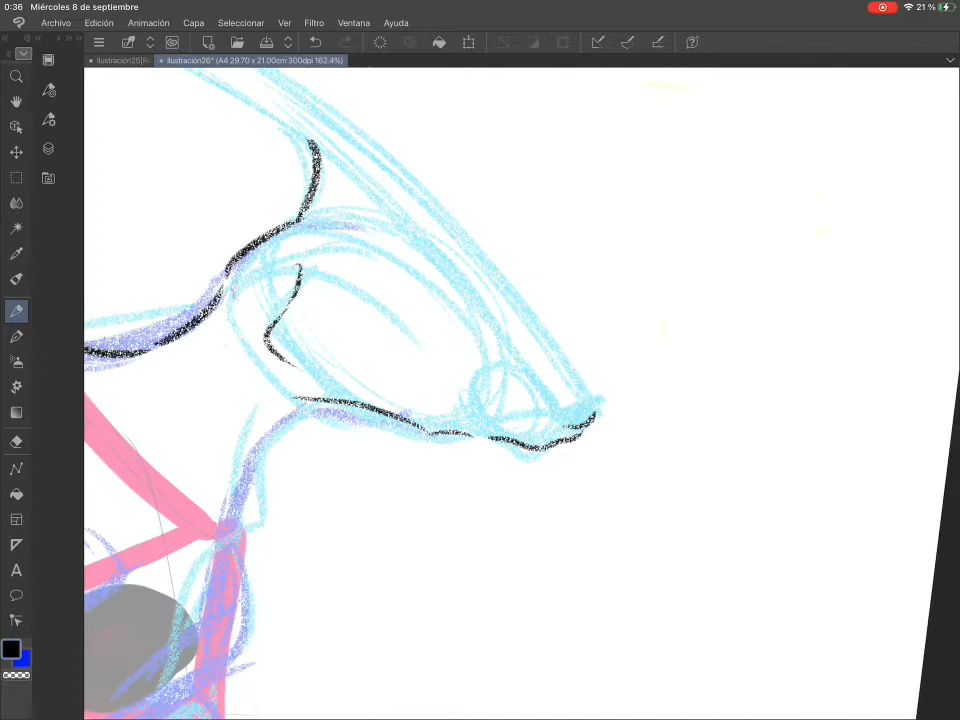 0:36 Miércoles 8 de septiembre
21 %
Archivo Edición Animación Capa Seleccionar Ver Filtro Ventana Ayuda
Ilustración25[R Ilustración26* (A4 29.70 x 21.00cm 300dpi 162.4%)
A